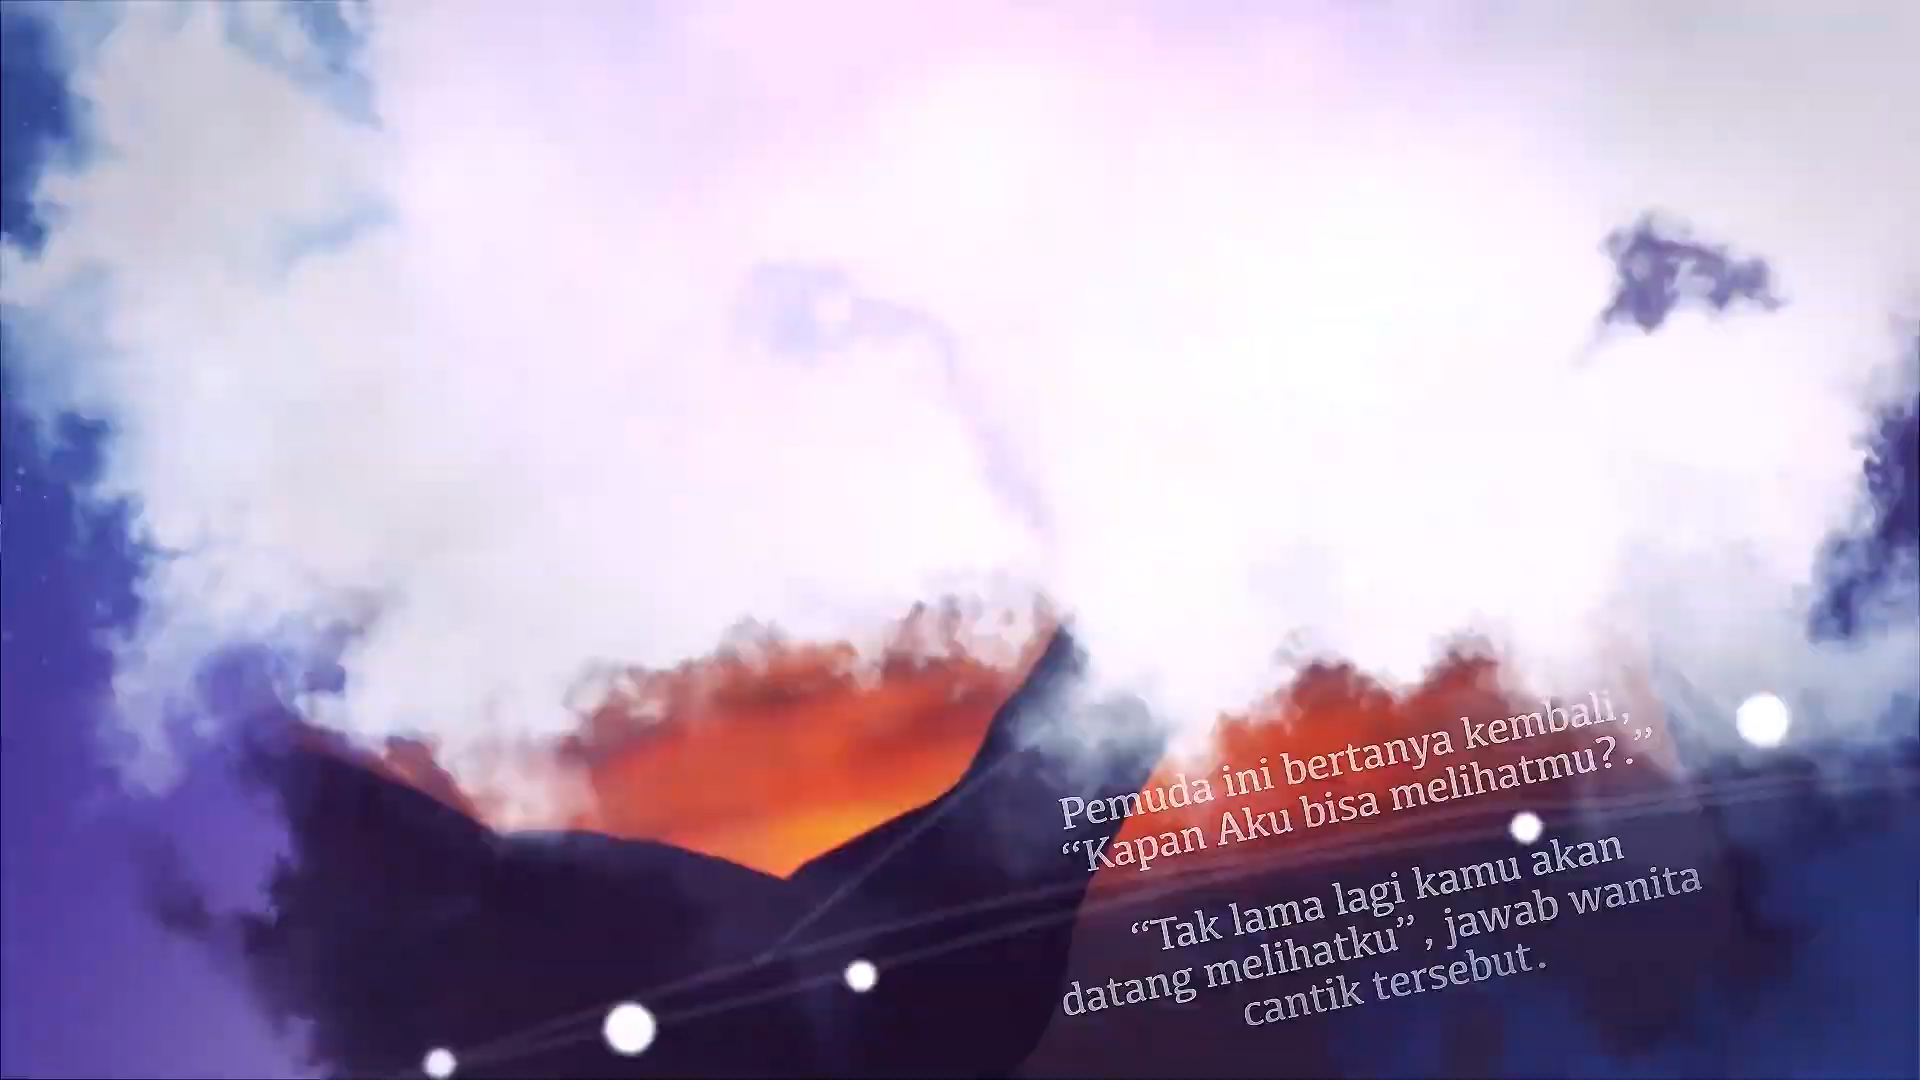 Pemuda ini bertanya kembali,
“Kapan Aku bisa melihatmu?.”
“Tak lama lagi kamu akan
datang melihatku” , jawab wanita
cantik tersebut.